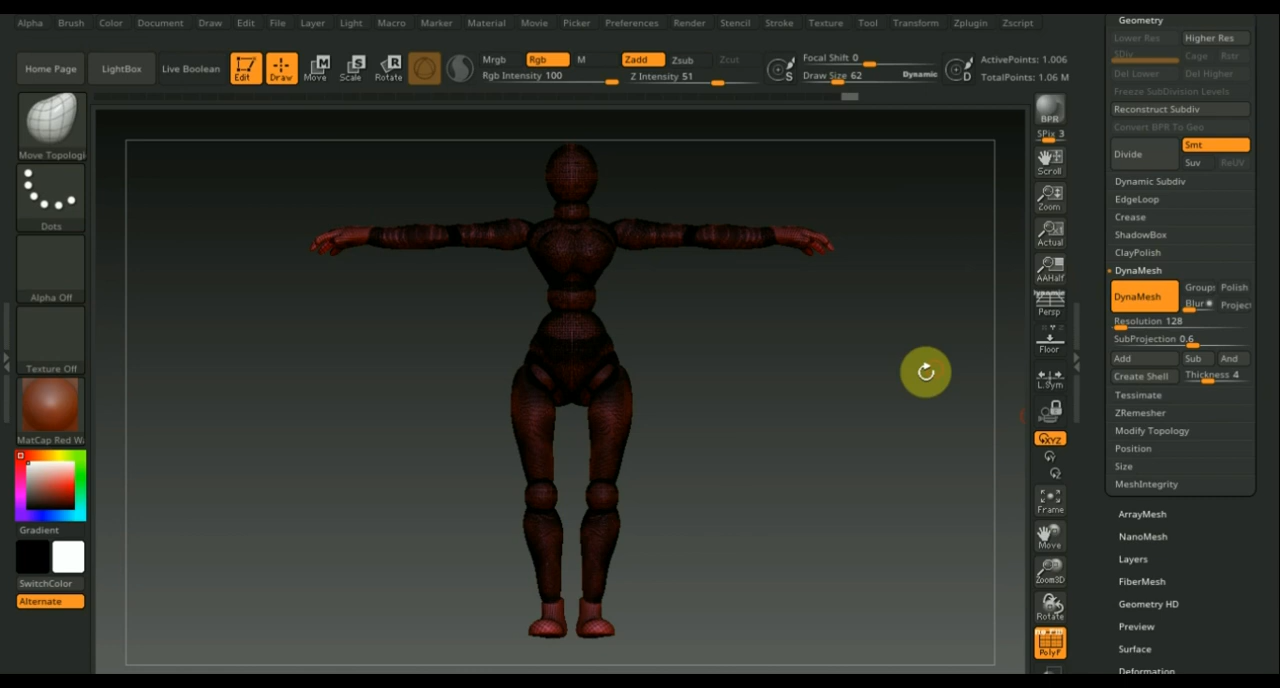 Alpha Brush Color Document Draw Edit File Layer Light Macro Marker Material Movie Picker Preferences Render Stencil Stroke Texture Tool Transform Zplugin Zscript
Home Page
LightBox
Live Boolean
Edit
Draw
Move
Scale
Rotate
Mrgb Rgb M
Rgb Intensity 100
Zadd Zsub Zcut
Z Intensity 51
Focal Shift 0
Draw Size 62 Dynamic
ActivePoints: 1.006
TotalPoints: 1.06 M
Move Topologi
Dots
Alpha Off
Texture Off
MatCap Red W
Gradient
SwitchColor
Alternate
BPR
SPix 3
Scroll
Zoom
Actual
AAHalf
Dynamic
Persp
Floor
L.Sym
XYZ
Frame
Move
Zoom3D
Rotate
PolyF
Geometry
Lower Res Higher Res
SDiv Cage Rstr
Del Lower Del Higher
Freeze SubDivision Levels
Reconstruct Subdiv
Convert BPR To Geo
Divide
Smt
Suv ReUV
Dynamic Subdiv
EdgeLoop
Crease
ShadowBox
ClayPolish
DynaMesh
DynaMesh
Groups Polish
Blur Project
Resolution 128
SubProjection 0.6
Add Sub And
Create Shell Thickness 4
Tessimate
ZRemesher
Modify Topology
Position
Size
MeshIntegrity
ArrayMesh
NanoMesh
Layers
FiberMesh
Geometry HD
Preview
Surface
Deformation